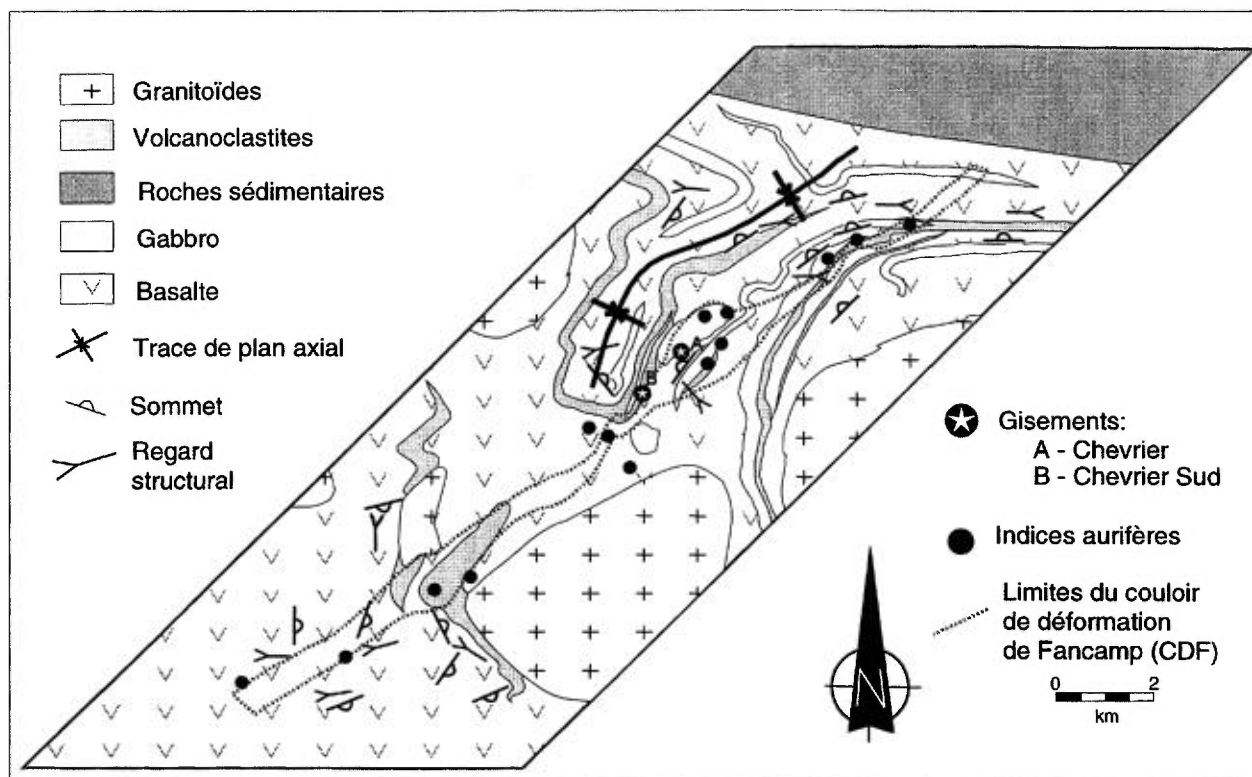 Granitoïdes
Volcanoclastites
Roches sédimentaires
Gabbro
Basalte
Trace de plan axial
Sommet
Regard
structural
A
B
Gisements:
A - Chevrier
B - Chevrier Sud
Indices aurifères
Limites du couloir
de déformation
de Fancamp (CDF)
0 2
km
N